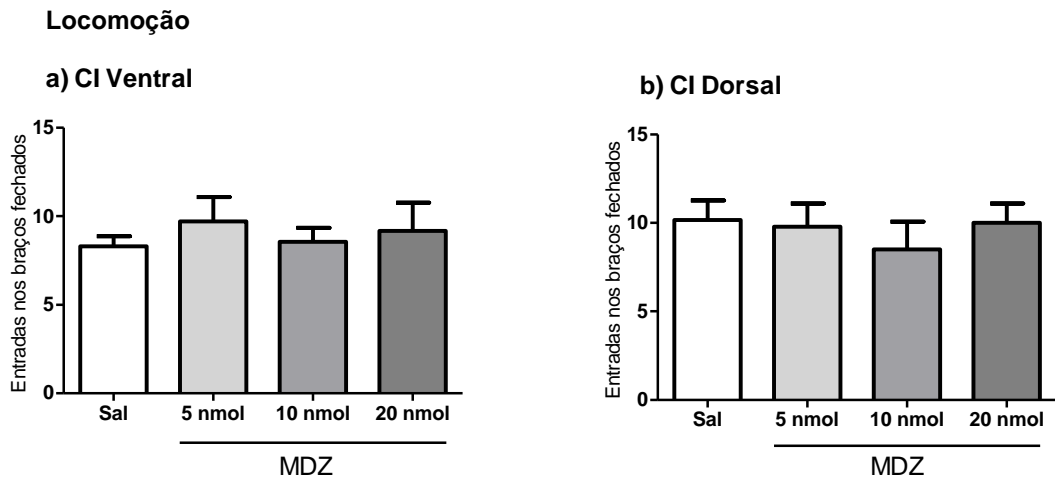 Locomoção
a) CI Ventral
Entradas nos braços fechados
15
10
5
0
Sal 5 nmol 10 nmol 20 nmol
MDZ
b) CI Dorsal
Entradas nos braços fechados
15
10
5
0
Sal 5 nmol 10 nmol 20 nmol
MDZ